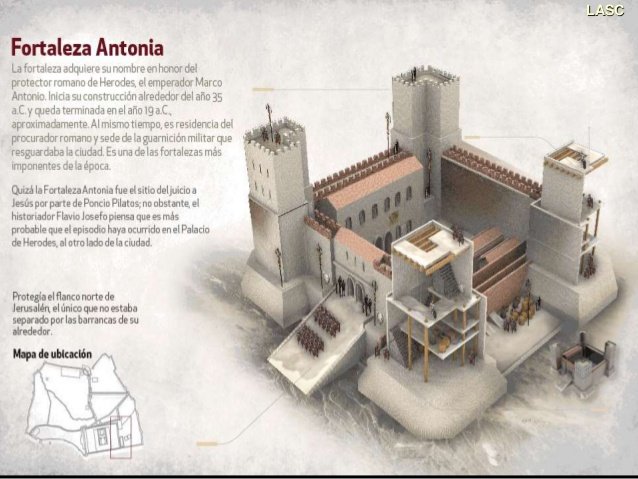 LASC
Fortaleza Antonia
La fortaleza adquiere su nombre en honor del
protector romano de Herodes, el emperador Marco
Antonio. Inicia su construcción alrededor del año 35
a.C. y queda terminada en el año 19 a.C.,
aproximadamente. Al mismo tiempo, es residencia del
procurador romano y sede de la guarnición militar que
resguardaba la ciudad. Es una de las fortalezas más
imponentes de la época.
Quizá la Fortaleza Antonia fue el sitio del juicio a
Jesús por parte de Poncio Pilatos; no obstante, el
historiador Flavio Josefo piensa que es más
probable que el episodio haya ocurrido en el Palacio
de Herodes, al otro lado de la ciudad.
Protegía el flanco norte de
Jerusalén, el único que no estaba
separado por las barrancas de su
alrededor.
Mapa de ubicación